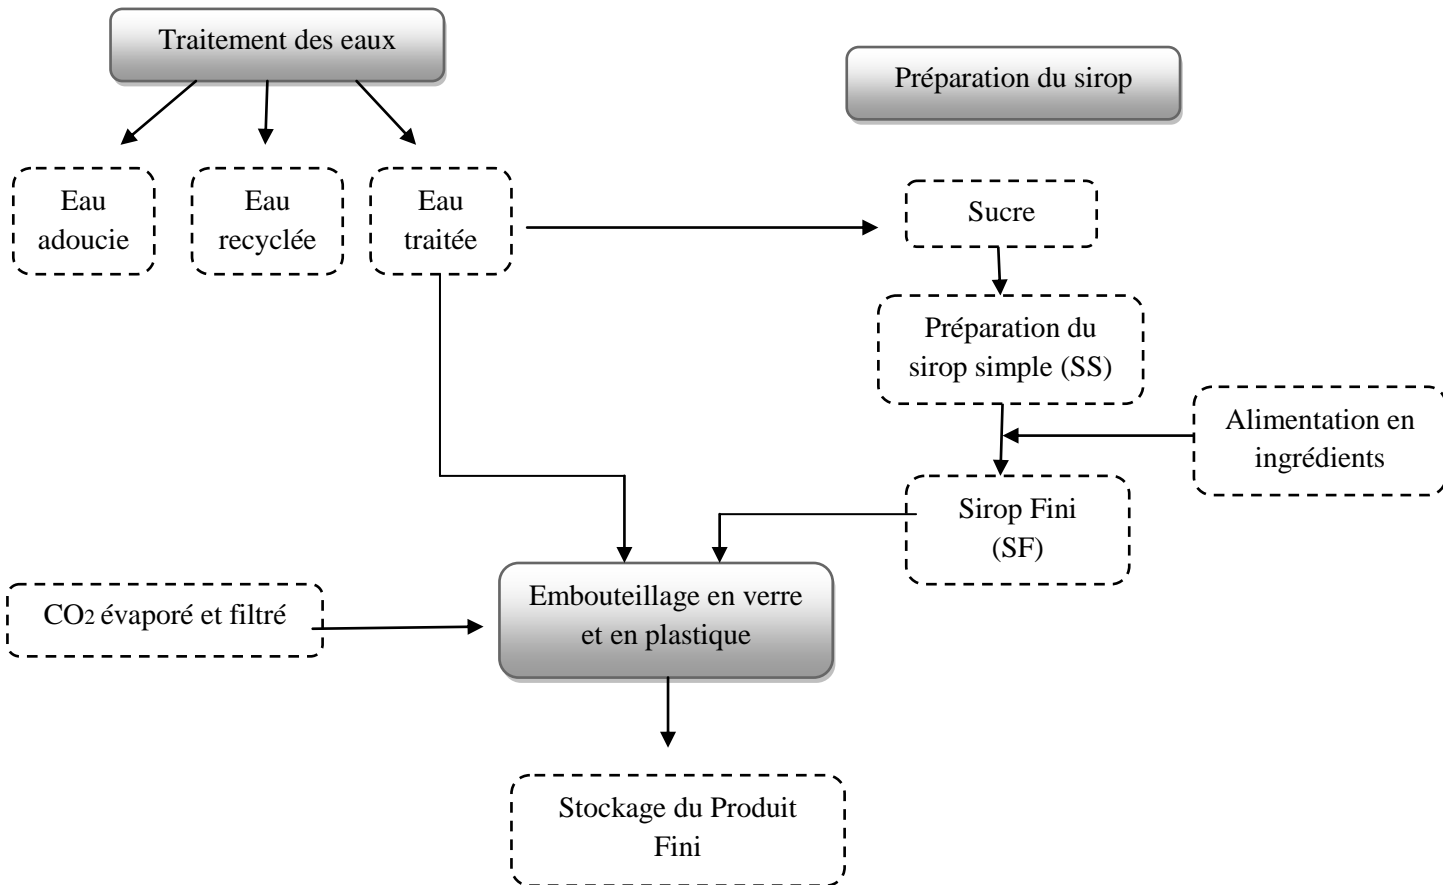 Traitement des eaux
Préparation du sirop
Eau
adoucie
Eau
recyclée
Eau
traitée
Sucre
Préparation du
sirop simple (SS)
Alimentation en
ingrédients
Sirop Fini
(SF)
CO2 évaporé et filtré
Embouteillage en verre
et en plastique
Stockage du Produit
Fini